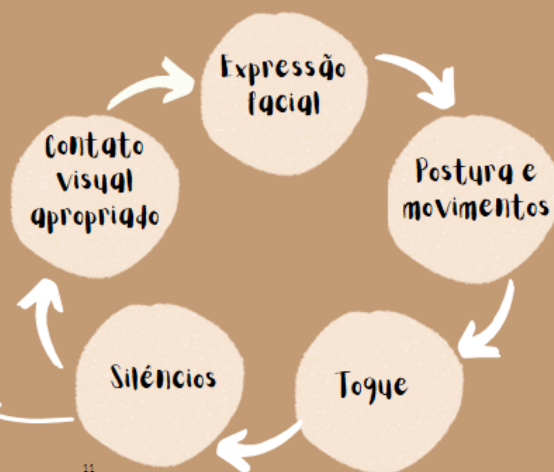 Expressão
facial
Postura e
movimentos
Toque
Silêncios
Contato
visual
apropriado
11